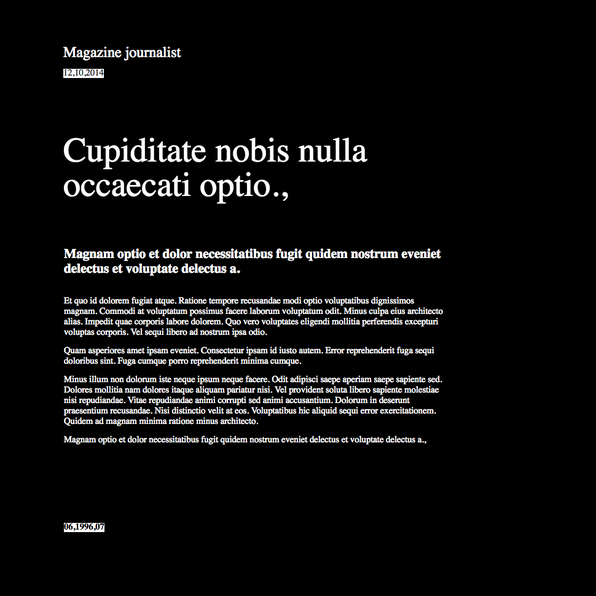 Magazine journalist
12,10,2014
Cupiditate nobis nulla
occaecati optio.,
Magnam optio et dolor necessitatibus fugit quidem nostrum eveniet
delectus et voluptate delectus a.
Et quo id dolorem fugiat atque. Ratione tempore recusandae modi optio voluptatibus dignissimos
magnam. Commodi at voluptatum possimus facere laborum voluptatum odit. Minus culpa eius architecto
alias. Impedit quae corporis labore dolorem. Quo vero voluptates eligendi mollitia perferendis excepturi
voluptas corporis. Vel sequi libero ad nostrum ipsa odio.
Quam asperiores amet ipsam eveniet. Consectetur ipsam id iusto autem. Error reprehenderit fuga sequi
doloribus sint. Fuga cumque porro reprehenderit minima cumque.
Minus illum non dolorum iste neque ipsum neque facere. Odit adipisci saepe aperiam saepe sapiente sed.
Dolores mollitia nam dolores itaque aliquam pariatur nisi. Vel provident soluta libero sapiente molestiae
nisi repudiandae. Vitae repudiandae animi corrupti sed animi accusantium. Dolorum in deserunt
praesentium recusandae. Nisi distinctio velit at eos. Voluptatibus hic aliquid sequi error exercitationem.
Quidem ad magnam minima ratione minus architecto.
Magnam optio et dolor necessitatibus fugit quidem nostrum eveniet delectus et voluptate delectus a.,
06,1996,07